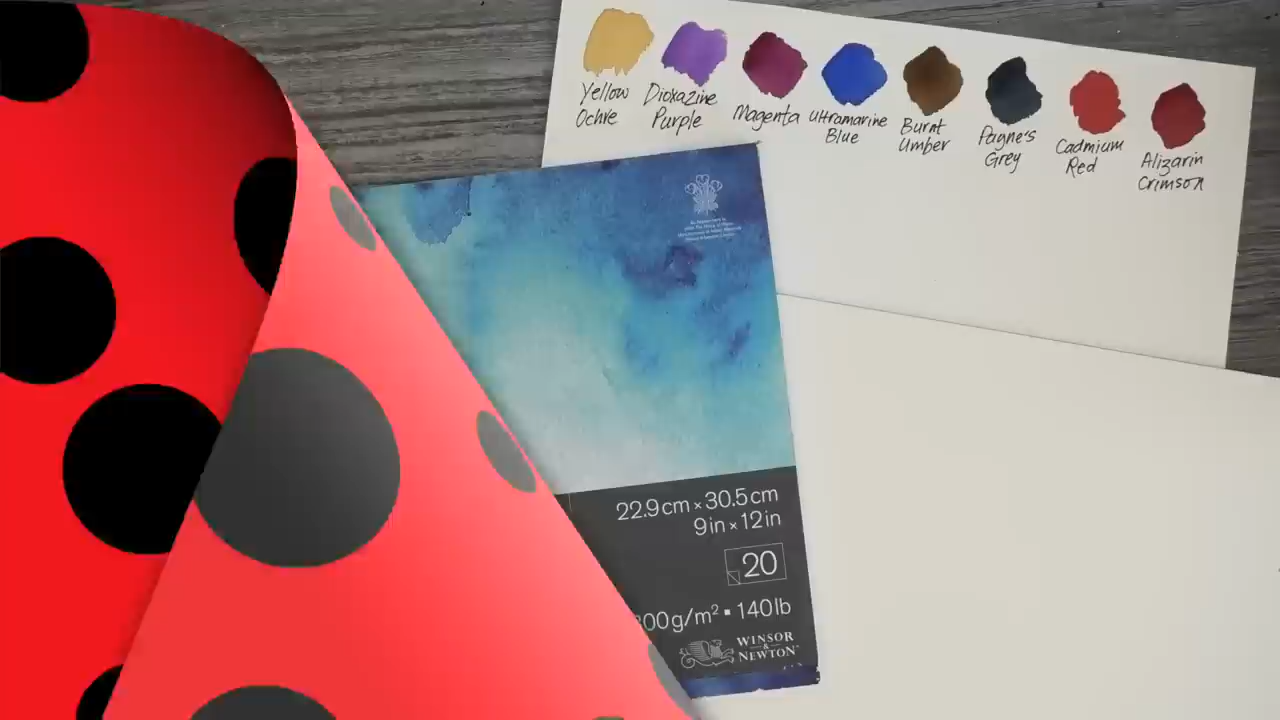 Yellow
Ochre
Dioxazine
Purple
Magenta
Ultramarine
Blue
Burnt
Umber
Payne's
Grey
Cadmium
Red
Alizarin
Crimson
22.9cm x 30.5cm
9in x 12in
20
00g/m² ▪ 140lb
WINSOR
&
NEWTON